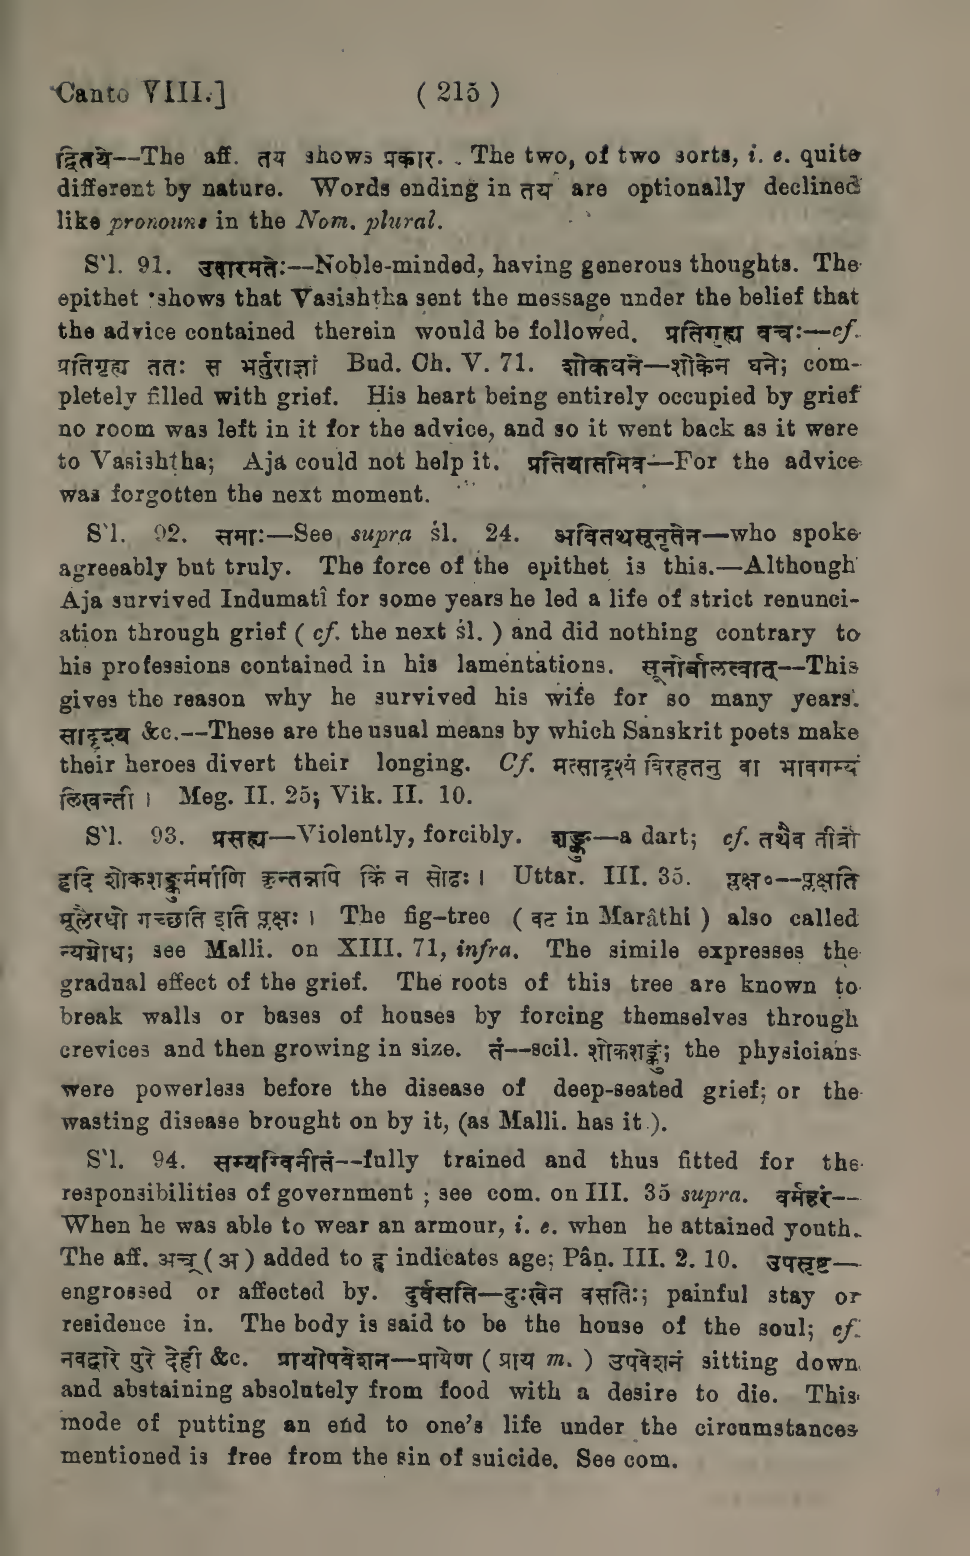 Canto VIII.] ( 215 )
द्वितये--The aff. तय shows प्रकार. The two, of two sorts, i. e. quite
different by nature. Words ending in तय are optionally declined
like pronouns in the Nom. plural.
S'l. 91. उदारमतेः--Noble-minded, having generous thoughts. The
epithet shows that Vasishṭha sent the message under the belief that
the advice contained therein would be followed. प्रतिगृह्य वचः—cf.
प्रतिगृह्य ततः स भर्तुराज्ञां Bud. Ch. V. 71. शोकघने—शोकेन घने; com-
pletely filled with grief. His heart being entirely occupied by grief
no room was left in it for the advice, and so it went back as it were
to Vasishṭha; Aja could not help it. प्रतियातमिव—For the advice
was forgotten the next moment.
S'l. 92. समाः—See supra śl. 24. अवितथसूनृतेन—who spoke
agreeably but truly. The force of the epithet is this.—Although
Aja survived Indumatî for some years he led a life of strict renunci-
ation through grief ( cf. the next śl. ) and did nothing contrary to
his professions contained in his lamentations. सूनोर्बालत्वात्--This
gives the reason why he survived his wife for so many years.
सादृश्य &c.--These are the usual means by which Sanskrit poets make
their heroes divert their longing. Cf. मत्सादृश्यं विरहतनु वा भावगम्यं
लिखन्ती । Meg. II. 25; Vik. II. 10.
S'l. 93. प्रसह्य—Violently, forcibly. शङ्कु—a dart; cf. तथैव तीव्रो
हृदि शोकशङ्कुर्मर्माणि कृन्तन्नपि किं न सोढः । Uttar. III. 35. प्लक्ष०--प्लक्षति
मूलैरधो गच्छति इति प्लक्षः । The fig-tree ( वट in Marâthi ) also called
न्यग्रोध; see Malli. on XIII. 71, infra. The simile expresses the
gradual effect of the grief. The roots of this tree are known to
break walls or bases of houses by forcing themselves through
crevices and then growing in size. तं--scil. शोकशङ्कुं; the physicians
were powerless before the disease of deep-seated grief; or the
wasting disease brought on by it, (as Malli. has it.).
S'l. 94. सम्यग्विनीतं--fully trained and thus fitted for the
responsibilities of government ; see com. on III. 35 supra. वर्महरं--
When he was able to wear an armour, i. e. when he attained youth.
The aff. अच् ( अ ) added to हृ indicates age; Pâṇ. III. 2. 10. उपसृष्ट—
engrossed or affected by. दुर्वसति—दुःखेन वसतिः; painful stay or
residence in. The body is said to be the house of the soul; cf.
नवद्वारे पुरे देही &c. प्रायोपवेशन—प्रायेण ( प्राय m. ) उपवेशनं sitting down
and abstaining absolutely from food with a desire to die. This
mode of putting an end to one's life under the circumstances
mentioned is free from the sin of suicide. See com.